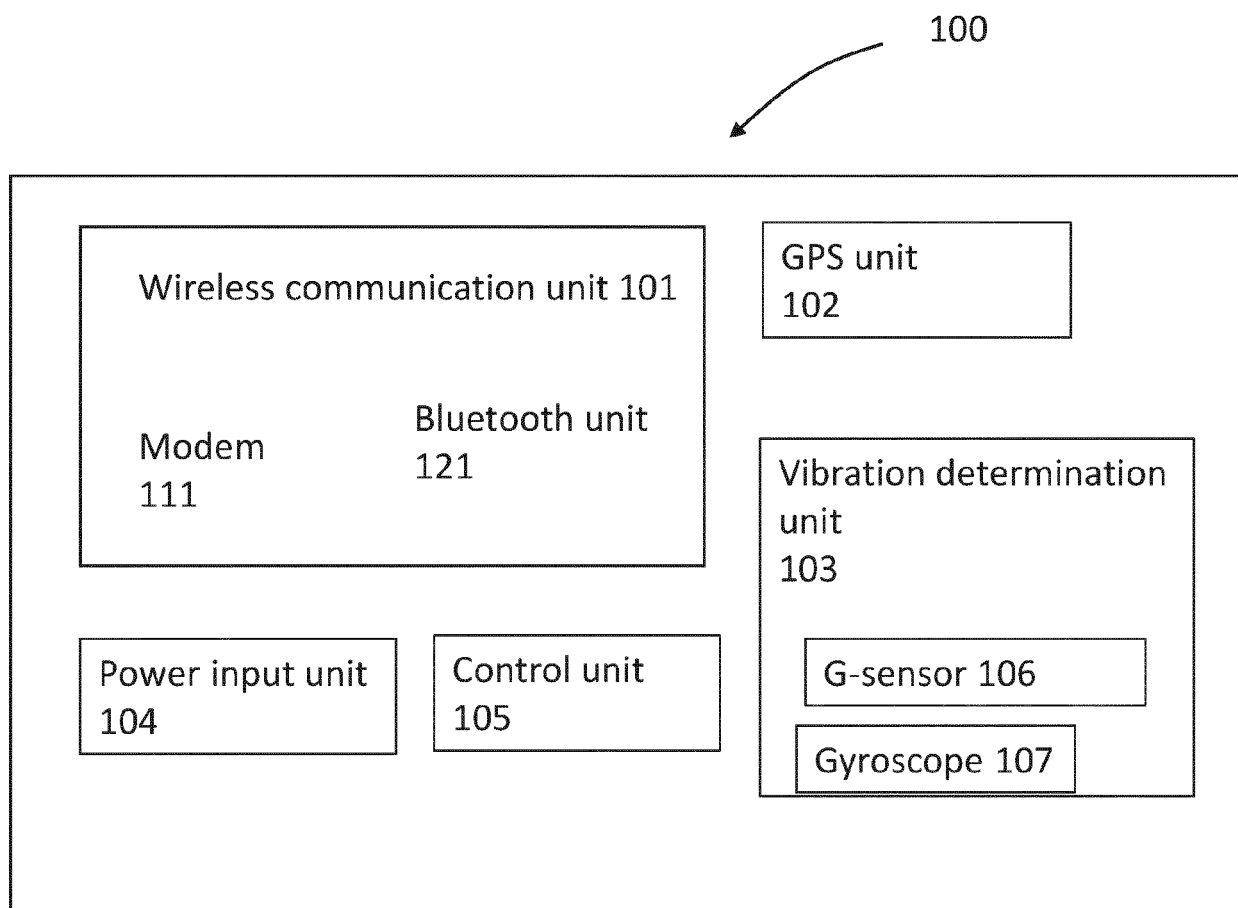 100
Wireless communication unit 101
GPS unit
102
Modem
111
Bluetooth unit
121
Vibration determination
unit
103
Power input unit
104
Control unit
105
G-sensor 106
Gyroscope 107